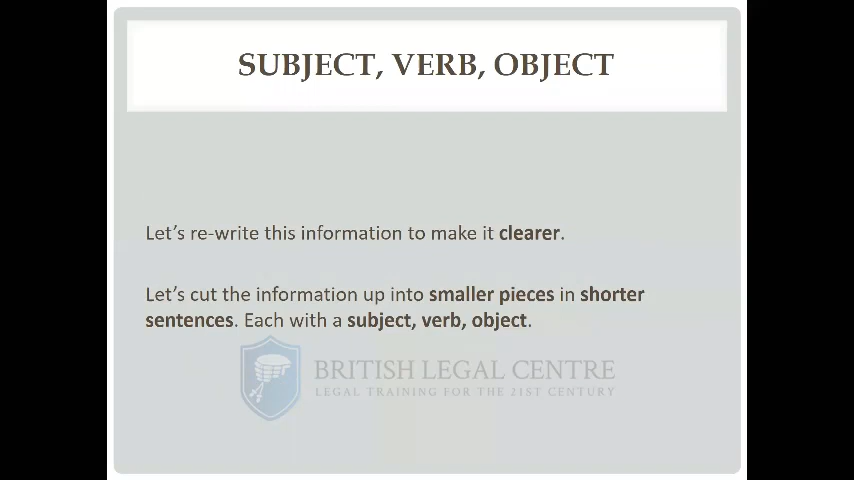 SUBJECT, VERB, OBJECT
Let's re-write this information to make it clearer.
Let's cut the information up into smaller pieces in shorter
sentences. Each with a subject, verb, object.
BRITISH LEGAL CENTRE
LEGAL TRAINING FOR THE 21ST CENTURY